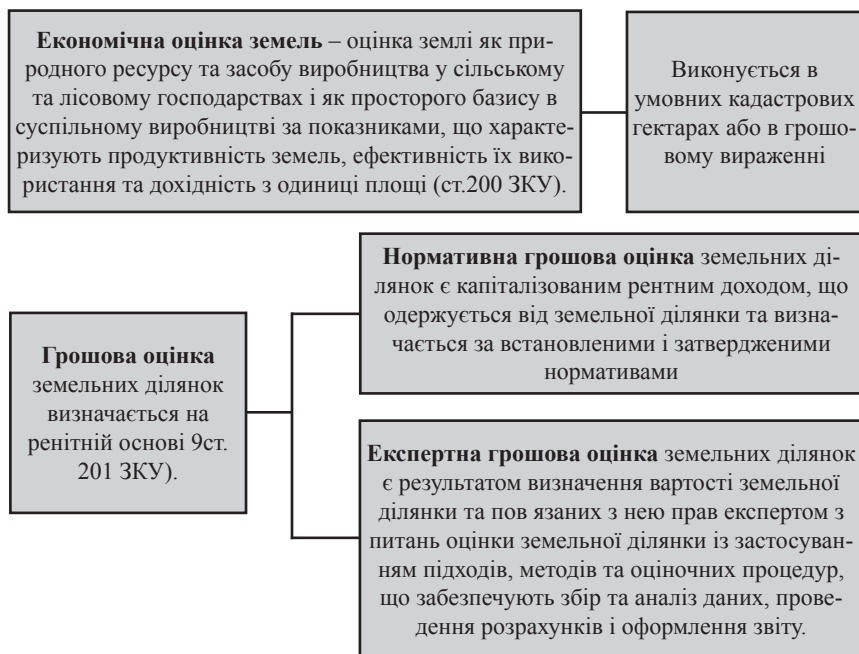 Економічна оцінка земель – оцінка землі як при-
родного ресурсу та засобу виробництва у сільському
та лісовому господарствах і як просторого базису в
суспільному виробництві за показниками, що характе-
ризують продуктивність земель, ефективність їх вико-
ристання та дохідність з одиниці площі (ст.200 ЗКУ).
Виконується в
умовних кадастрових
гектарах або в грошо-
вому вираженні
Грошова оцінка
земельних ділянок
визначається на
ренітній основі 9ст.
201 ЗКУ).
Нормативна грошова оцінка земельних ді-
лянок є капіталізованим рентним доходом, що
одержується від земельної ділянки та визна-
чається за встановленими і затвердженими
нормативами
Експертна грошова оцінка земельних ділянок
є результатом визначення вартості земельної
ділянки та пов язаних з нею прав експертом з
питань оцінки земельної ділянки із застосуван-
ням підходів, методів та оціночних процедур,
що забезпечують збір та аналіз даних, прове-
дення розрахунків і оформлення звіту.